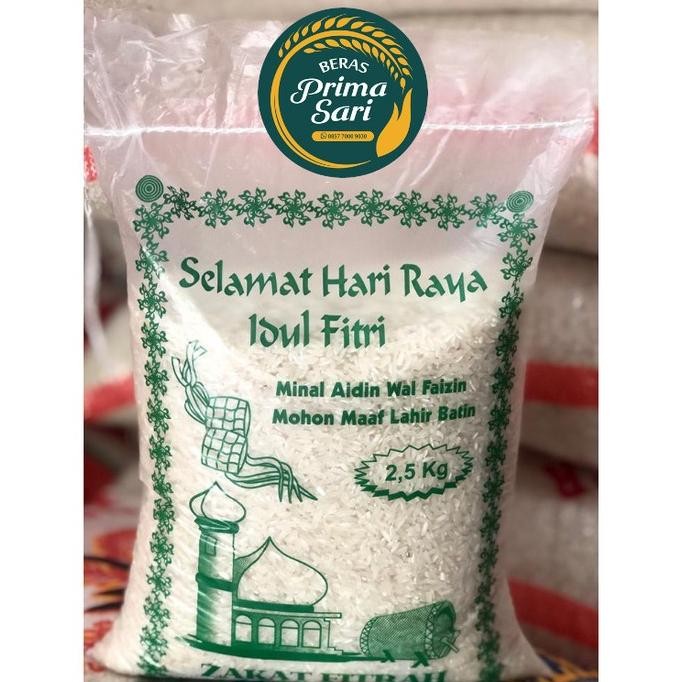 BERAS
Prima
Sari
0857 7000 9030
Selamat Hari Raya
Idul Fitri
Minal Aidin Wal Faizin
Mohon Maaf Lahir Batin
2,5 Kg
ZAKAT FITRAH